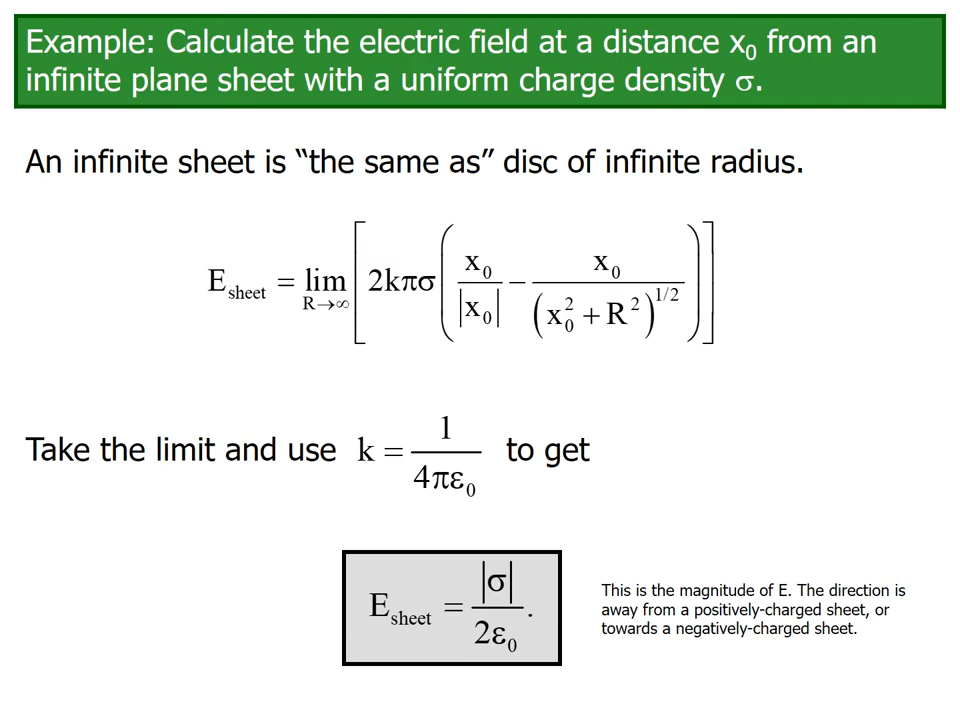 Example: Calculate the electric field at a distance x₀ from an
infinite plane sheet with a uniform charge density σ.
An infinite sheet is “the same as” disc of infinite radius.
E_sheet = lim_{R→∞} [ 2kπσ ( x₀/|x₀| − x₀/(x₀² + R²)^{1/2} ) ]
Take the limit and use k = 1/(4πε₀) to get
E_sheet = |σ|/(2ε₀).
This is the magnitude of E. The direction is
away from a positively-charged sheet, or
towards a negatively-charged sheet.